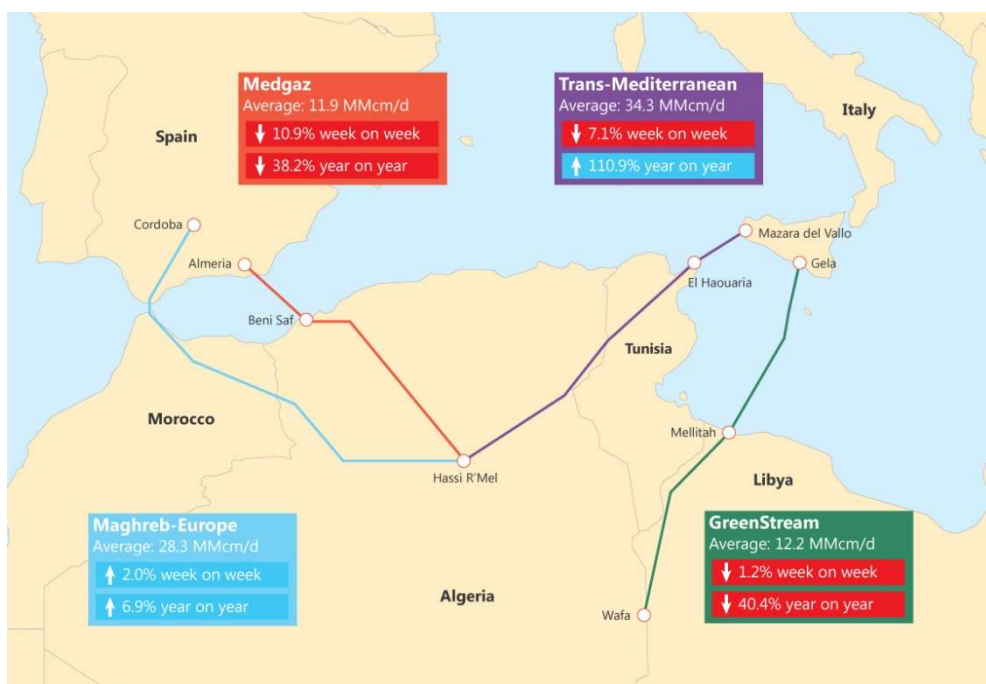 Medgaz
Average: 11.9 MMcm/d
10.9% week on week
38.2% year on year
Trans-Mediterranean
Average: 34.3 MMcm/d
7.1% week on week
110.9% year on year
Italy
Spain
Cordoba
Mazara del Vallo
Almeria
Gela
El Haouaria
Beni Saf
Tunisia
Morocco
Mellitah
Hassi R'Mel
Libya
Maghreb-Europe
Average: 28.3 MMcm/d
2.0% week on week
6.9% year on year
GreenStream
Average: 12.2 MMcm/d
1.2% week on week
40.4% year on year
Algeria
Wafa